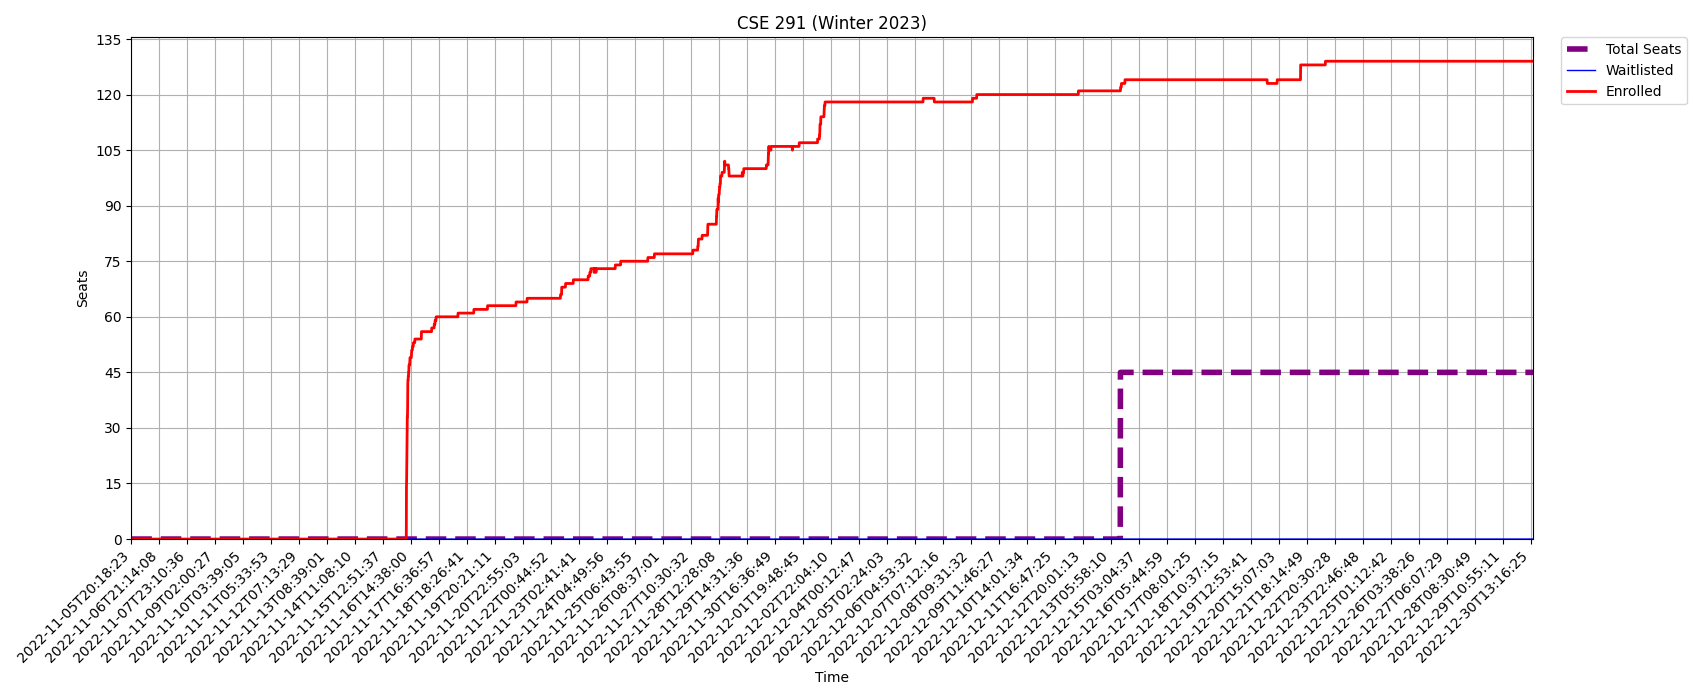 CSE 291 (Winter 2023)
Total Seats
Waitlisted
Enrolled
Seats
135
120
105
90
75
60
45
30
15
0
2022-11-05T20:18:23
2022-11-06T21:14:08
2022-11-07T23:10:36
2022-11-09T02:00:27
2022-11-10T03:39:05
2022-11-11T05:33:53
2022-11-12T07:13:29
2022-11-13T08:39:01
2022-11-14T11:08:10
2022-11-15T12:51:37
2022-11-16T14:38:00
2022-11-17T16:36:57
2022-11-18T18:26:41
2022-11-19T20:21:11
2022-11-20T22:55:03
2022-11-22T00:44:52
2022-11-23T02:41:41
2022-11-24T04:49:56
2022-11-25T06:43:55
2022-11-26T08:37:01
2022-11-27T10:30:32
2022-11-28T12:28:08
2022-11-29T14:31:36
2022-11-30T16:36:49
2022-12-01T19:48:45
2022-12-02T22:04:10
2022-12-04T00:12:47
2022-12-05T02:24:03
2022-12-06T04:53:32
2022-12-07T07:12:16
2022-12-08T09:31:32
2022-12-09T11:46:27
2022-12-10T14:01:34
2022-12-11T16:47:25
2022-12-12T20:01:13
2022-12-13T23:58:10
2022-12-15T03:04:37
2022-12-16T05:44:59
2022-12-17T08:01:25
2022-12-18T10:37:15
2022-12-19T12:53:41
2022-12-20T15:07:03
2022-12-21T18:14:49
2022-12-22T20:30:28
2022-12-23T22:46:48
2022-12-25T01:12:42
2022-12-26T03:38:26
2022-12-27T06:07:29
2022-12-28T08:30:49
2022-12-29T10:55:11
2022-12-30T13:16:25
Time